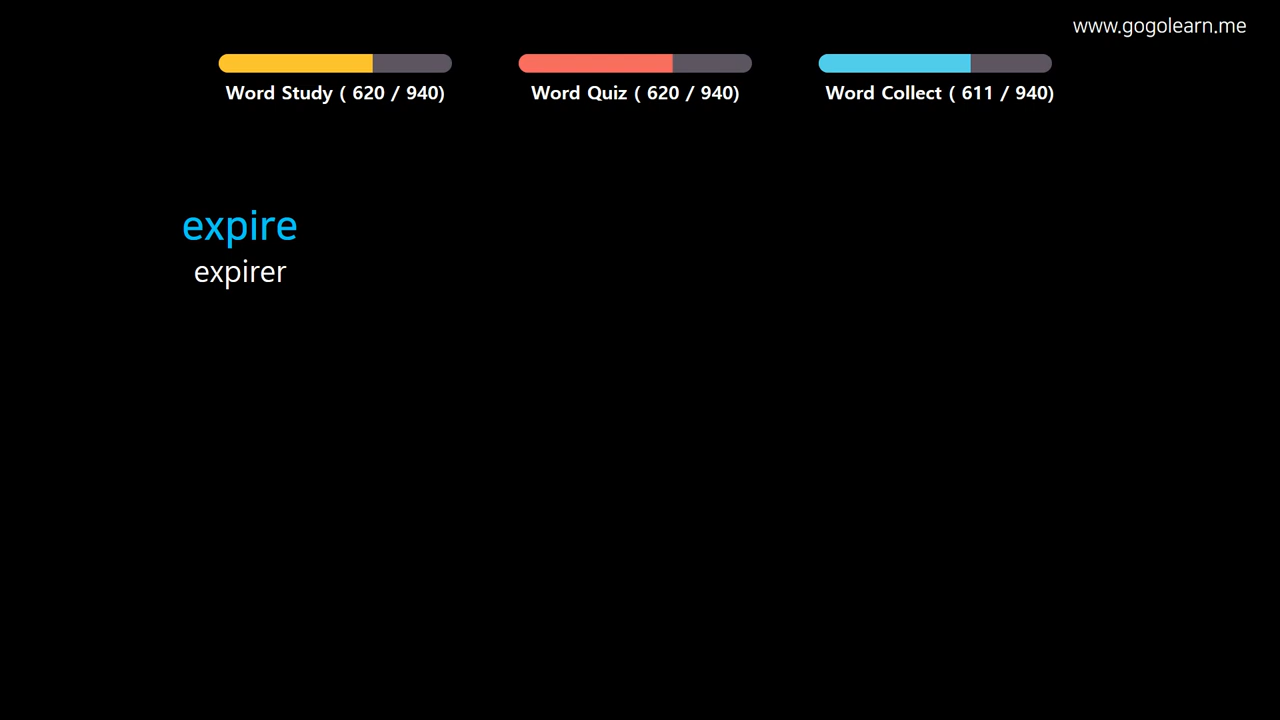 www.gogolearn.me
Word Study ( 620 / 940)
Word Quiz ( 620 / 940)
Word Collect ( 611 / 940)
expire
expirer